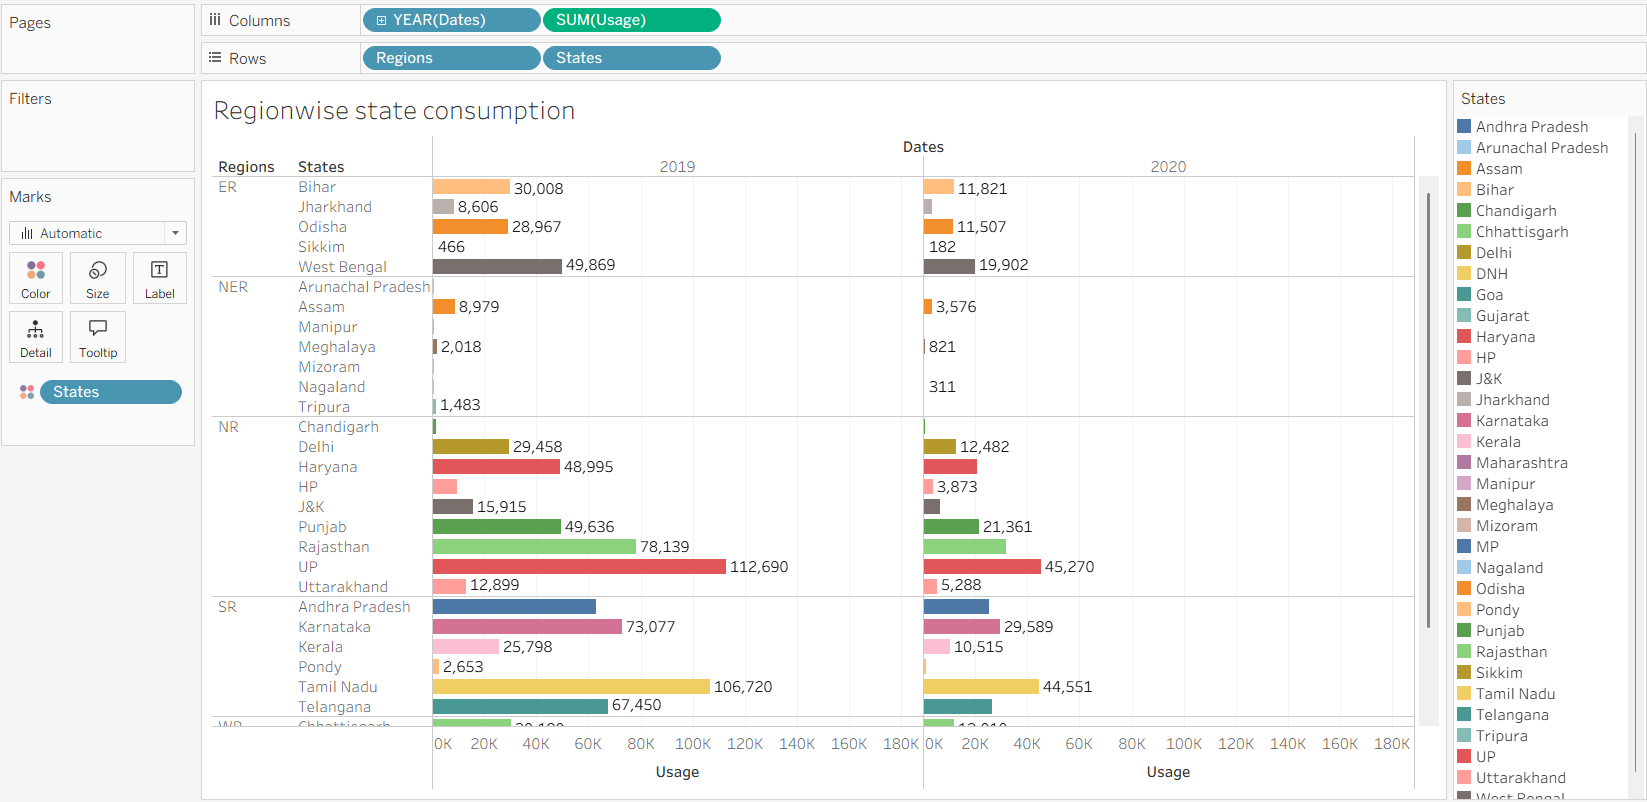 Pages
Columns
YEAR(Dates) SUM(Usage)
Rows
Regions States
Filters
Marks
Automatic
Color Size Label
Detail Tooltip
States
Regionwise state consumption
Dates
Regions States 2019 2020
ER Bihar 30,008 11,821
Jharkhand 8,606
Odisha 28,967 11,507
Sikkim 466 182
West Bengal 49,869 19,902
NER Arunachal Pradesh
Assam 8,979 3,576
Manipur
Meghalaya 2,018 821
Mizoram
Nagaland 311
Tripura 1,483
NR Chandigarh
Delhi 29,458 12,482
Haryana 48,995
HP 3,873
J&K 15,915
Punjab 49,636 21,361
Rajasthan 78,139
UP 112,690 45,270
Uttarakhand 12,899 5,288
SR Andhra Pradesh
Karnataka 73,077 29,589
Kerala 25,798 10,515
Pondy 2,653
Tamil Nadu 106,720 44,551
Telangana 67,450
WR Chhattisgarh
0K 20K 40K 60K 80K 100K 120K 140K 160K 180K 0K 20K 40K 60K 80K 100K 120K 140K 160K 180K
Usage Usage
States
Andhra Pradesh
Arunachal Pradesh
Assam
Bihar
Chandigarh
Chhattisgarh
Delhi
DNH
Goa
Gujarat
Haryana
HP
J&K
Jharkhand
Karnataka
Kerala
Maharashtra
Manipur
Meghalaya
Mizoram
MP
Nagaland
Odisha
Pondy
Punjab
Rajasthan
Sikkim
Tamil Nadu
Telangana
Tripura
UP
Uttarakhand
West Bengal